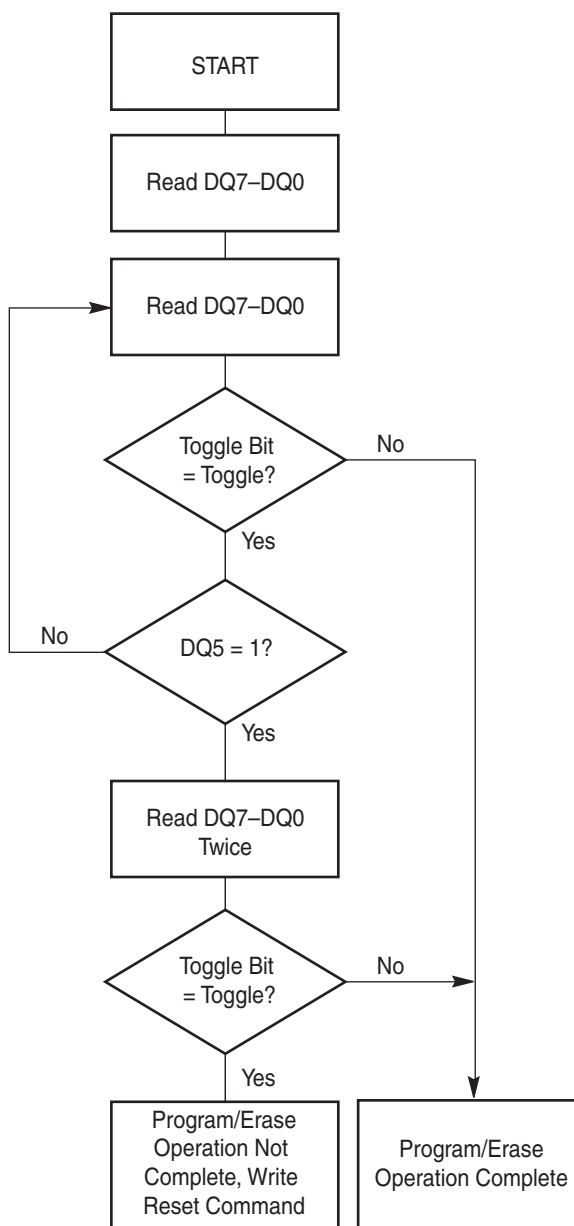 START
Read DQ7–DQ0
Read DQ7–DQ0
Toggle Bit
= Toggle?
No
Yes
No
DQ5 = 1?
Yes
Read DQ7–DQ0
Twice
Toggle Bit
= Toggle?
No
Yes
Program/Erase
Operation Not
Complete, Write
Reset Command
Program/Erase
Operation Complete